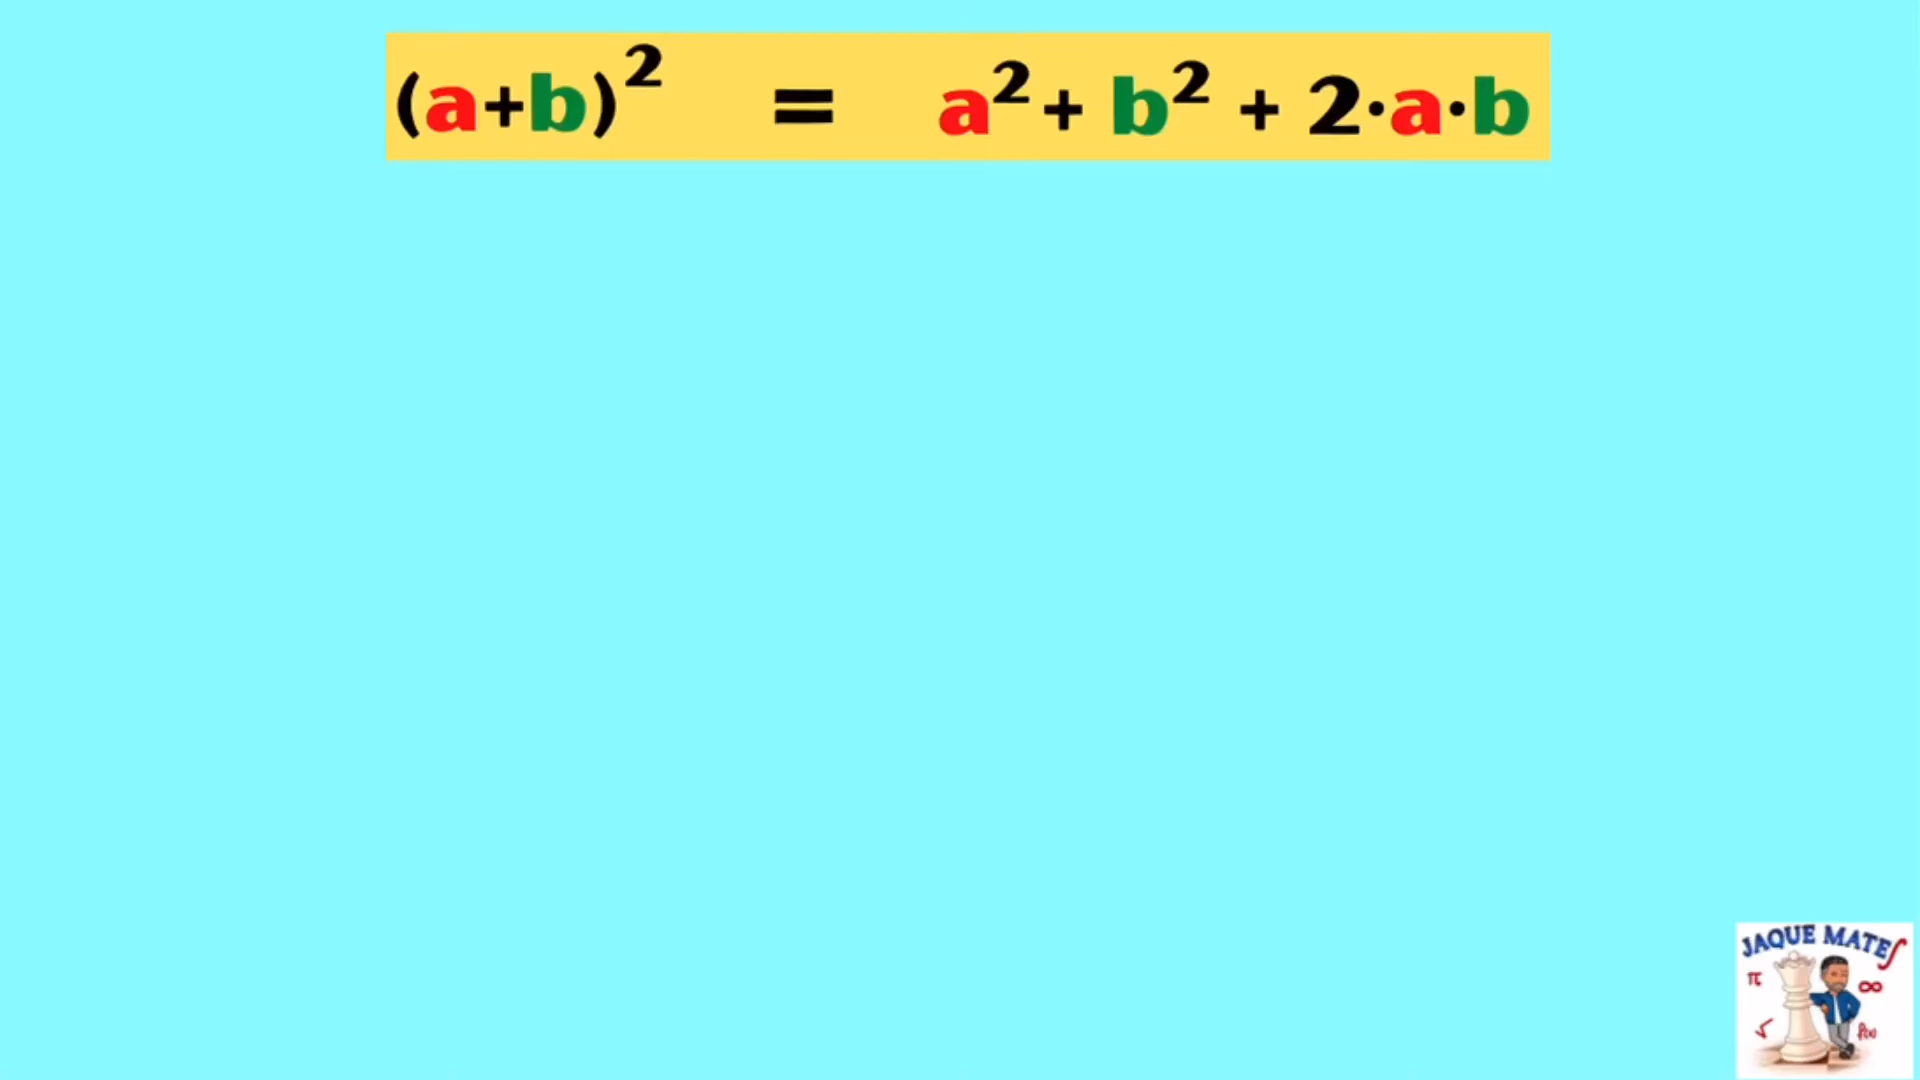 (a+b)² = a² + b² + 2·a·b
JAQUE MATE∫
π
∞
√
f(x)